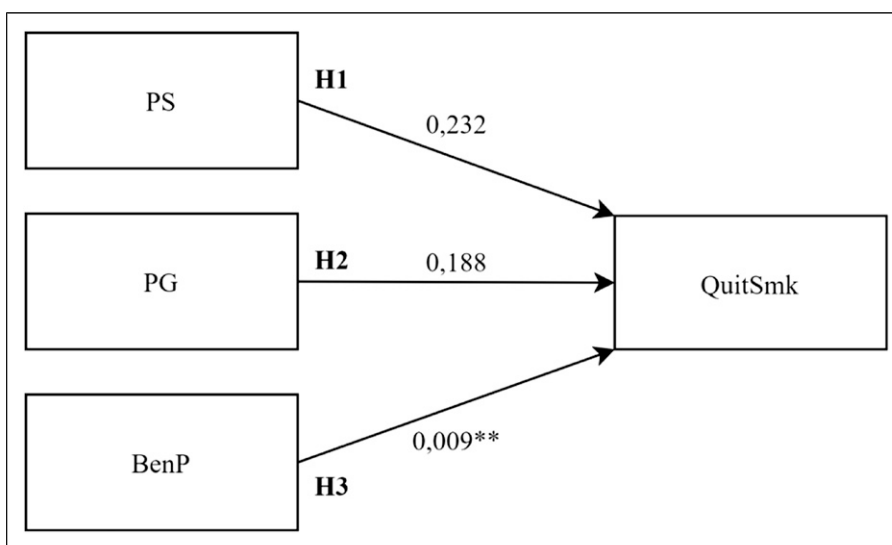 PS
H1
0,232
PG
H2
0,188
QuitSmk
BenP
0,009**
H3